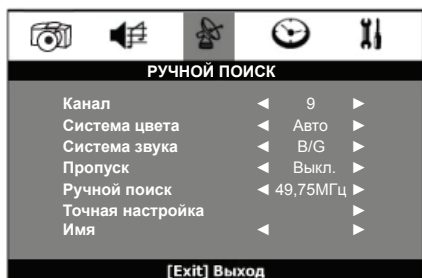 РУЧНОЙ ПОИСК
Канал ◄ 9 ►
Система цвета ◄ Авто ►
Система звука ◄ B/G ►
Пропуск ◄ Выкл. ►
Ручной поиск ◄ 49,75МГц ►
Точная настройка ►
Имя ◄ ►
[Exit] Выход